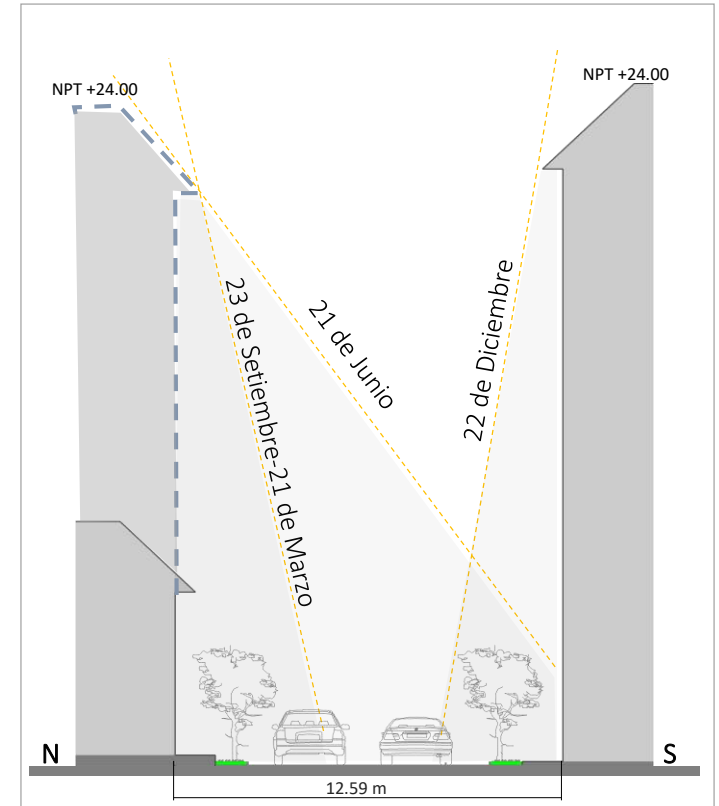 NPT +24.00
NPT +24.00
23 de Setiembre-21 de Marzo
21 de Junio
22 de Diciembre
N
S
12.59 m